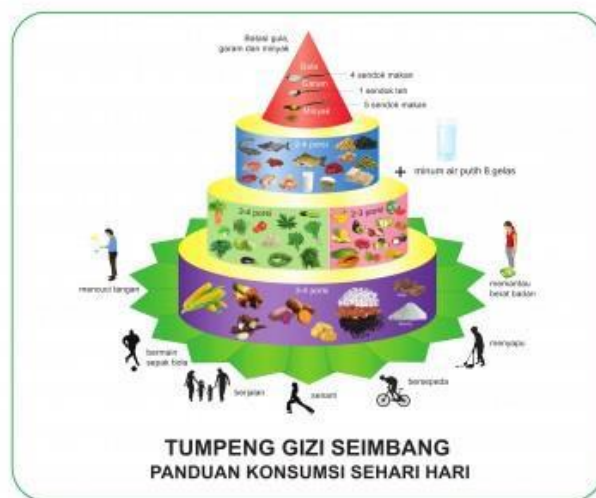 Batasi gula,
garam dan minyak
Gula
4 sendok makan
Garam
1 sendok teh
Minyak
5 sendok makan
2-4 porsi
+ minum air putih 8 gelas
3-4 porsi
2-3 porsi
3-4 porsi
mencuci tangan
memantau
berat badan
bermain
sepak bola
berjalan
senam
bersepeda
menyapu
TUMPENG GIZI SEIMBANG
PANDUAN KONSUMSI SEHARI HARI